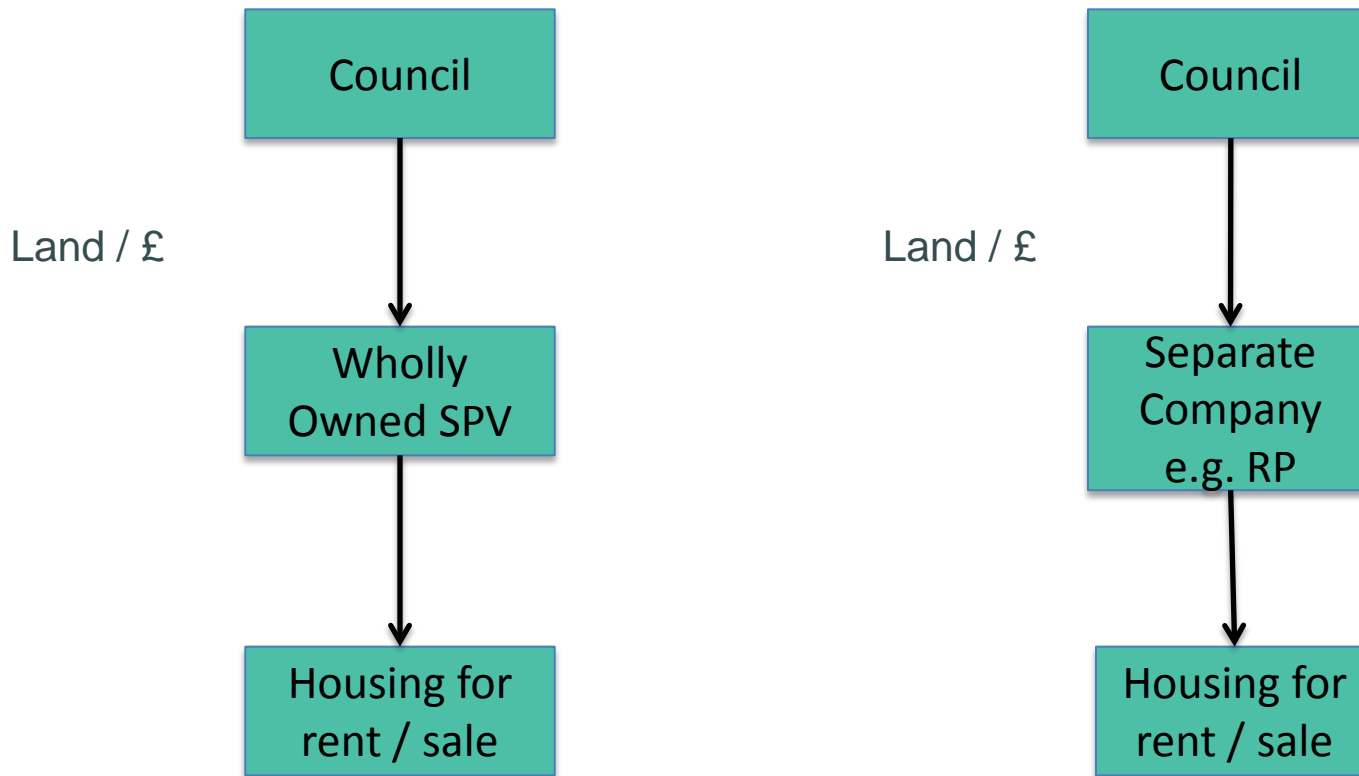 Council
Land / £
Wholly
Owned SPV
Housing for
rent / sale
Council
Land / £
Separate
Company
e.g. RP
Housing for
rent / sale